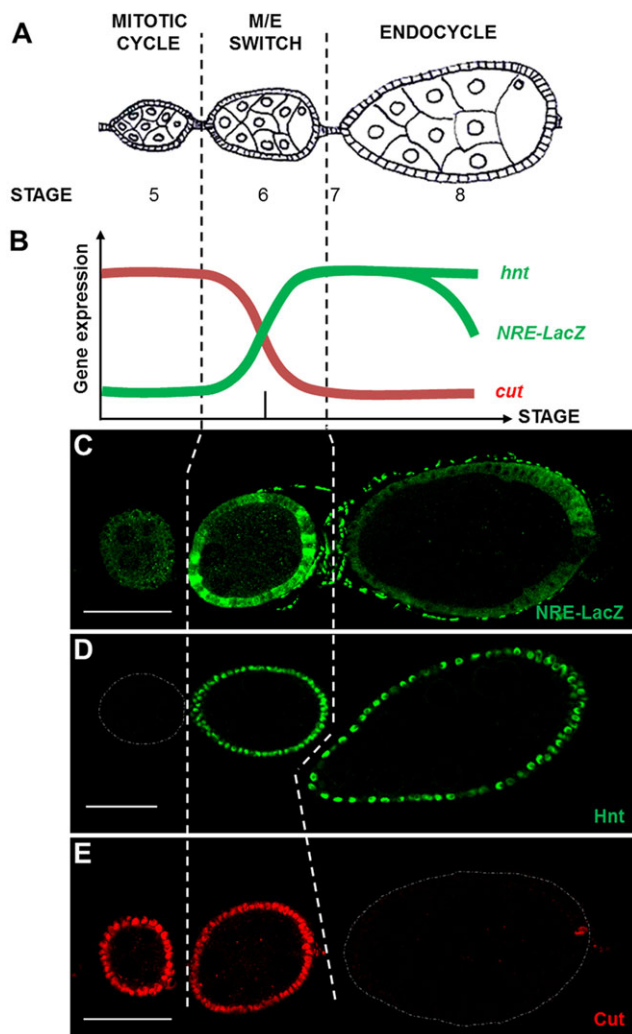 A
MITOTIC
CYCLE
M/E
SWITCH
ENDOCYCLE
STAGE 5 6 7 8
B
Gene expression
hnt
NRE-LacZ
cut
STAGE
C
NRE-LacZ
D
Hnt
E
Cut